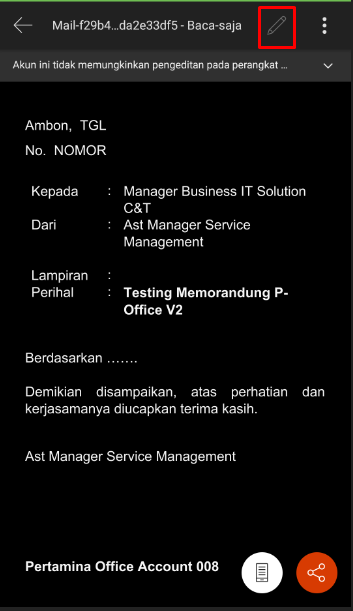 Mail-f29b4...da2e33df5 - Baca-saja
Akun ini tidak memungkinkan pengeditan pada perangkat ...
Ambon, TGL
No. NOMOR
Kepada : Manager Business IT Solution
C&T
Dari : Ast Manager Service
Management
Lampiran :
Perihal : Testing Memorandung P-
Office V2
Berdasarkan .......
Demikian disampaikan, atas perhatian dan
kerjasamanya diucapkan terima kasih.
Ast Manager Service Management
Pertamina Office Account 008